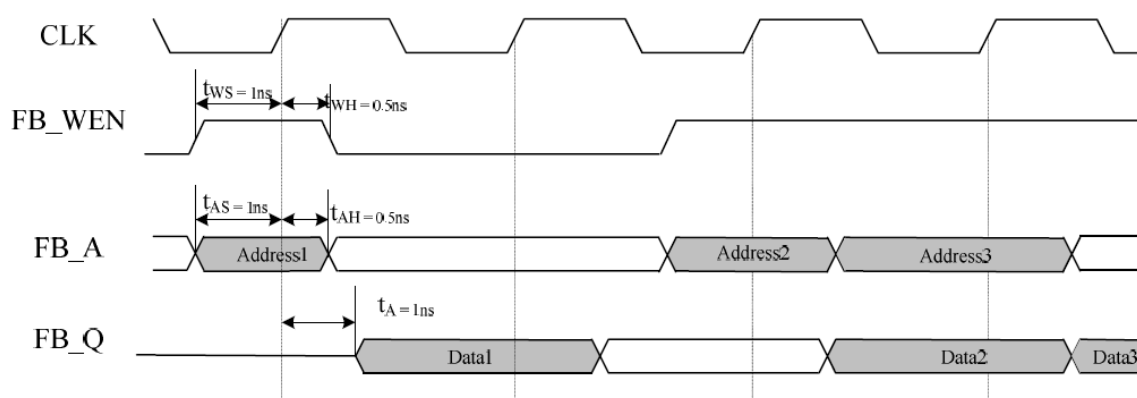 CLK
tWS = 1ns
tWH = 0.5ns
FB_WEN
tAS = 1ns
tAH = 0.5ns
FB_A
Address1
Address2
Address3
tA = 1ns
FB_Q
Data1
Data2
Data3